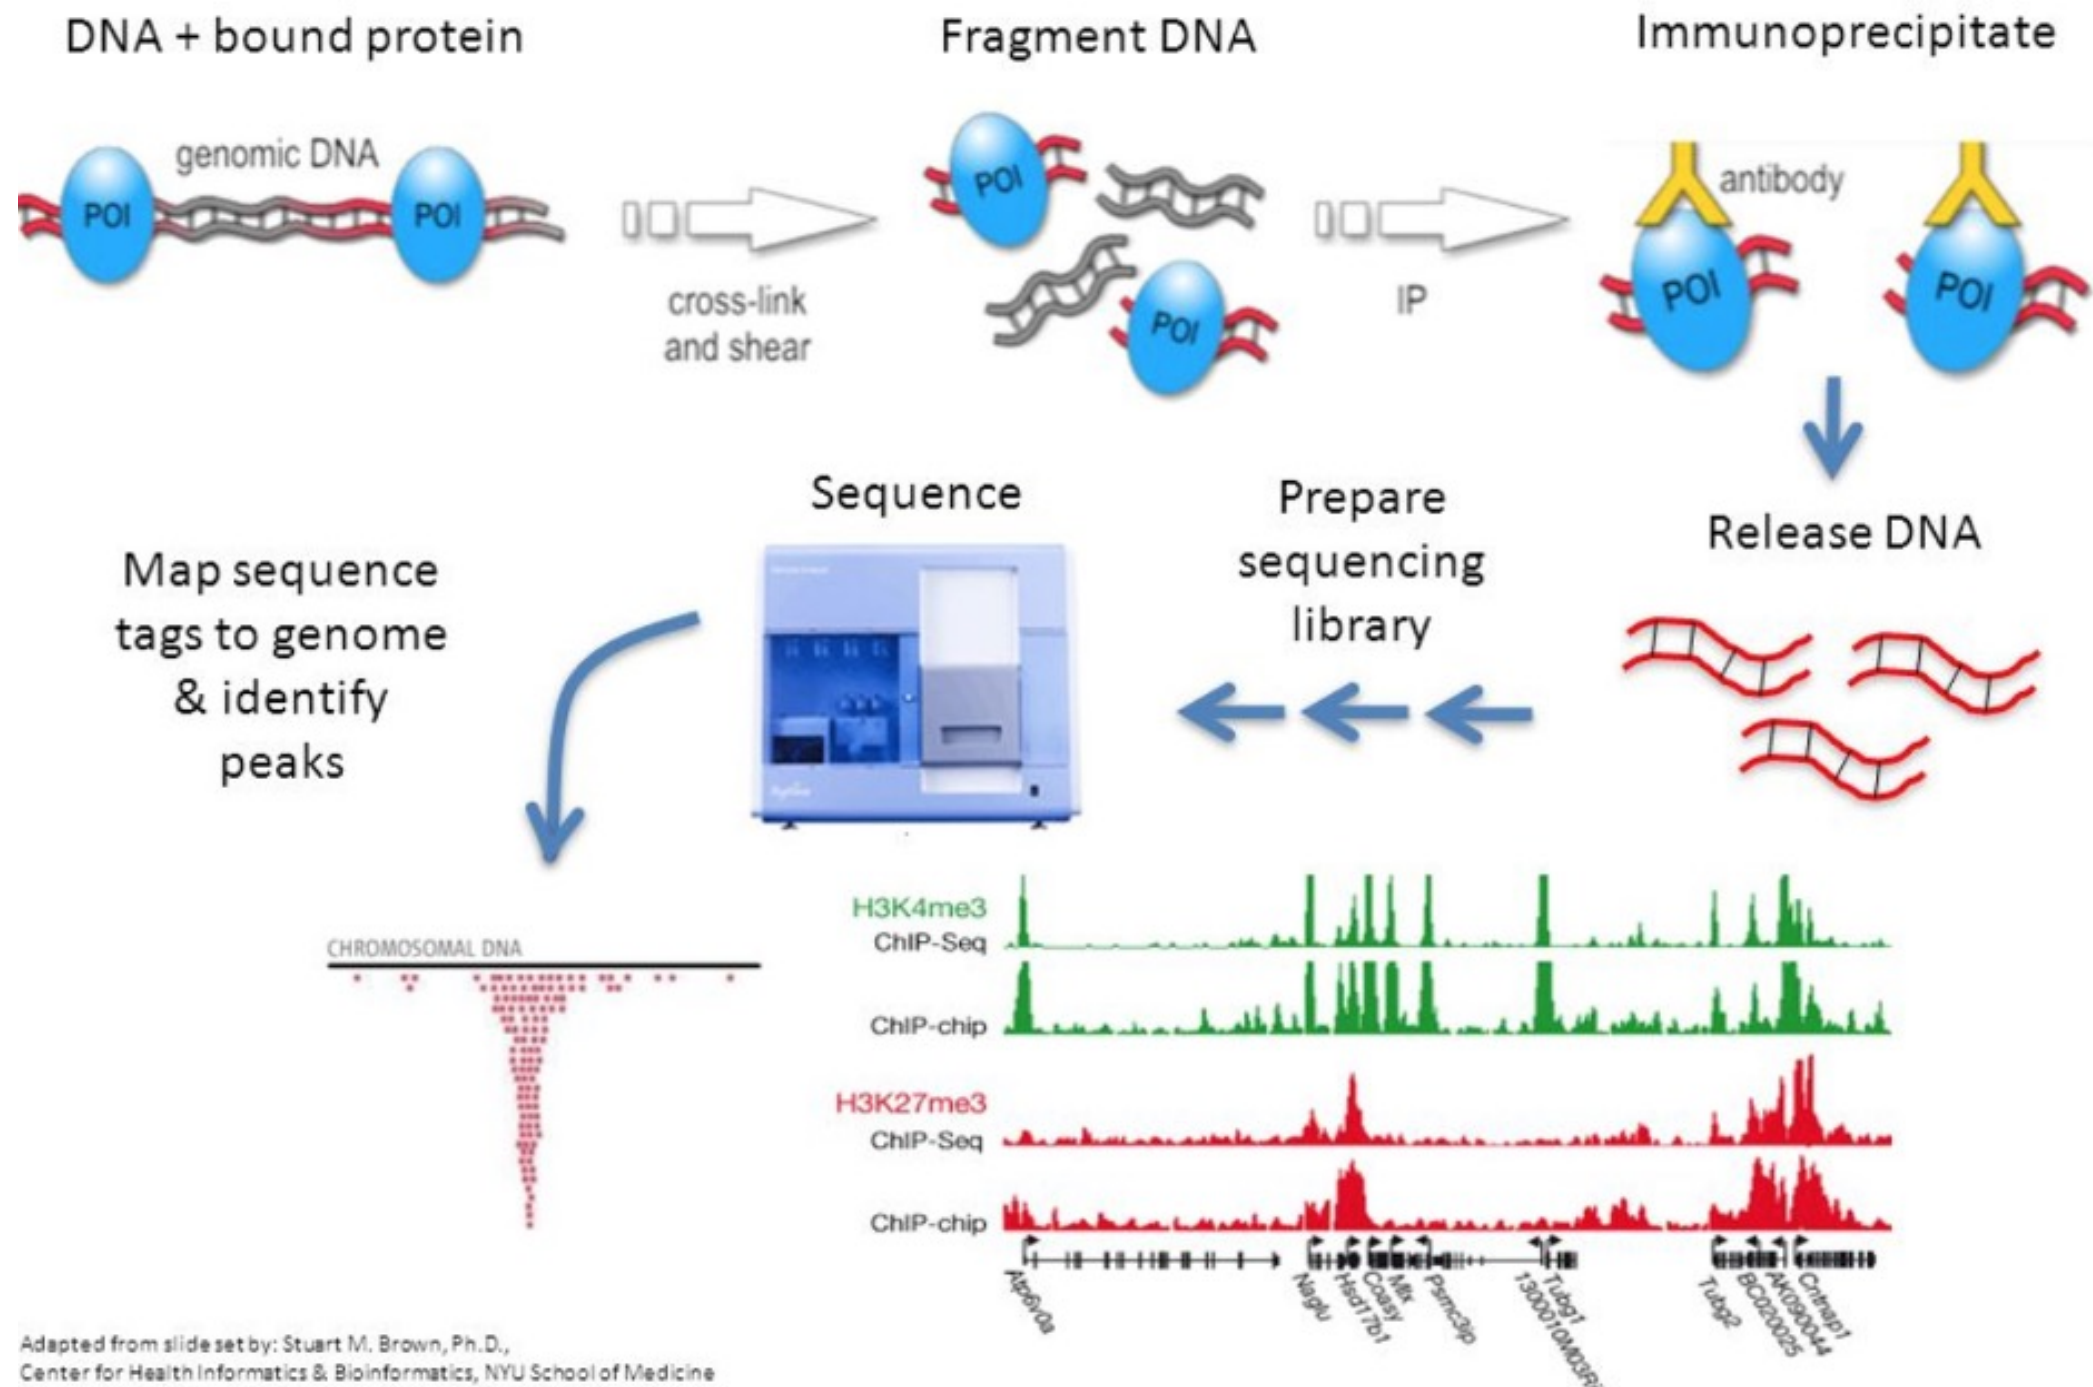 DNA + bound protein
Fragment DNA
Immunoprecipitate
genomic DNA
POI
POI
cross-link
and shear
POI
POI
IP
antibody
POI
POI
Release DNA
Prepare
sequencing
library
Sequence
Map sequence
tags to genome
& identify
peaks
CHROMOSOMAL DNA
H3K4me3
ChIP-Seq
ChIP-chip
H3K27me3
ChIP-Seq
ChIP-chip
Atp6v0a
Naglu
Hsd17b1
Coasy
Mlx
Psmc3ip
Tubg1
Tubg2
BC020025
AK090044
Cntnap1
Adapted from slide set by: Stuart M. Brown, Ph.D.,
Center for Health Informatics & Bioinformatics, NYU School of Medicine